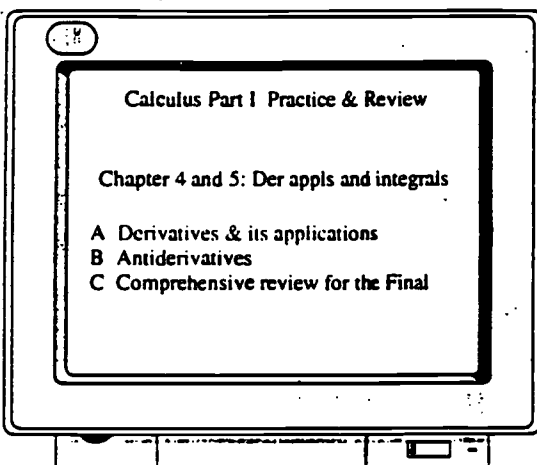 Calculus Part I Practice & Review
Chapter 4 and 5: Der appls and integrals
A Derivatives & its applications
B Antiderivatives
C Comprehensive review for the Final